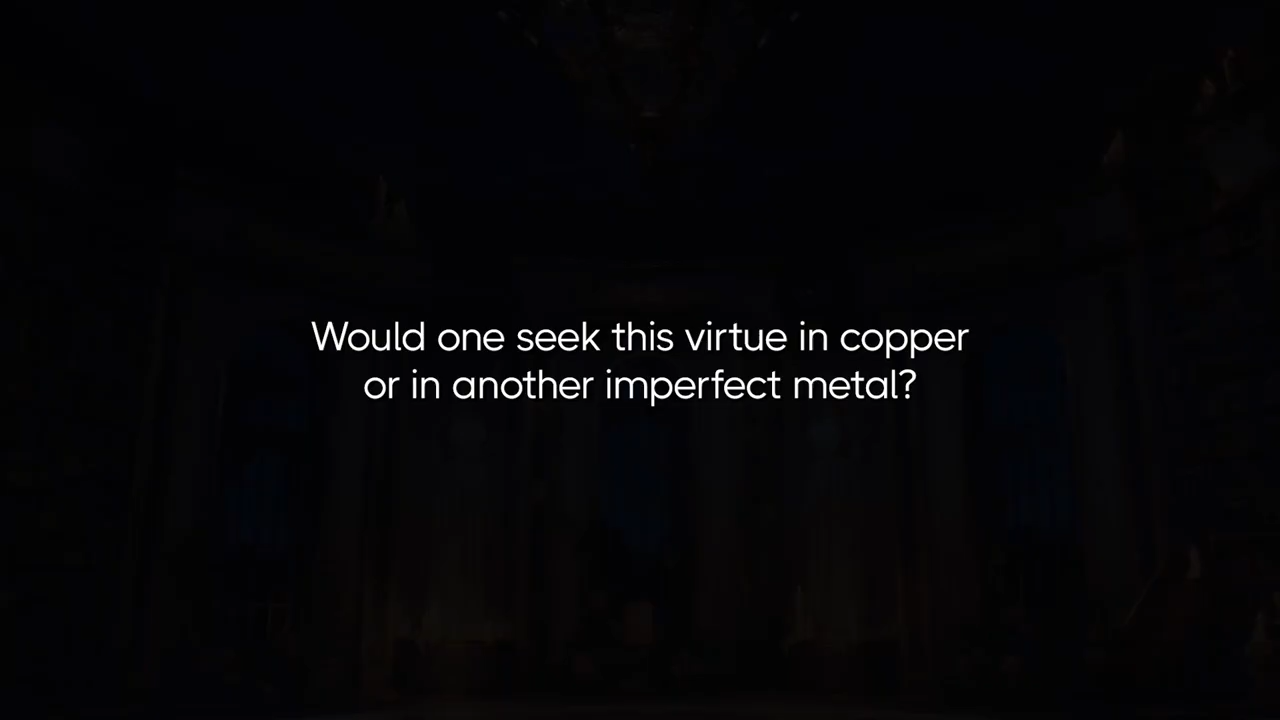 Would one seek this virtue in copper
or in another imperfect metal?